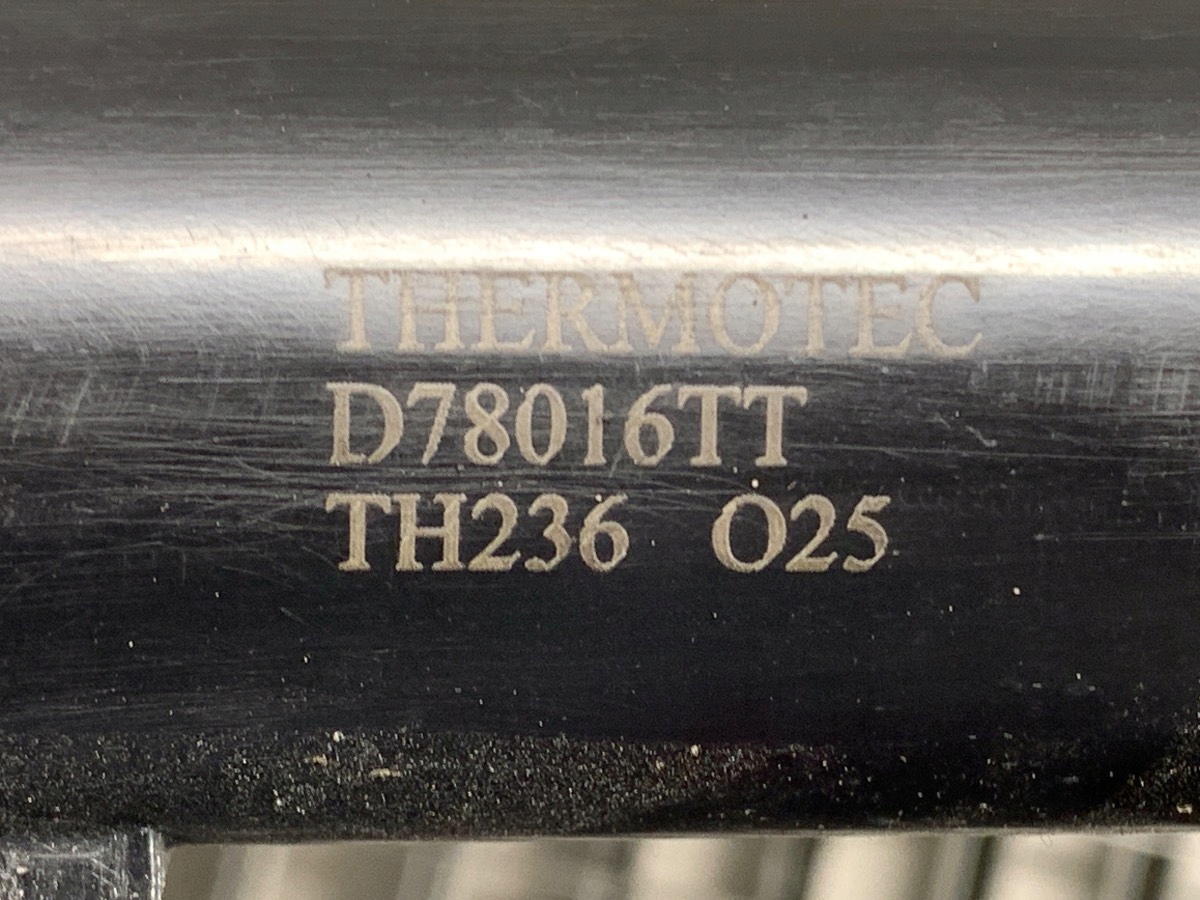 THERMOTEC
D78016TT
TH236 O25